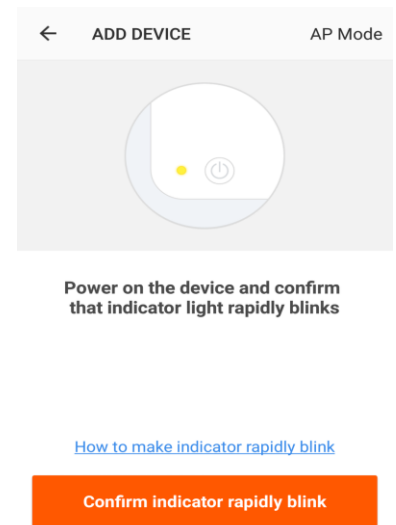 ADD DEVICE
AP Mode
Power on the device and confirm
that indicator light rapidly blinks
How to make indicator rapidly blink
Confirm indicator rapidly blink